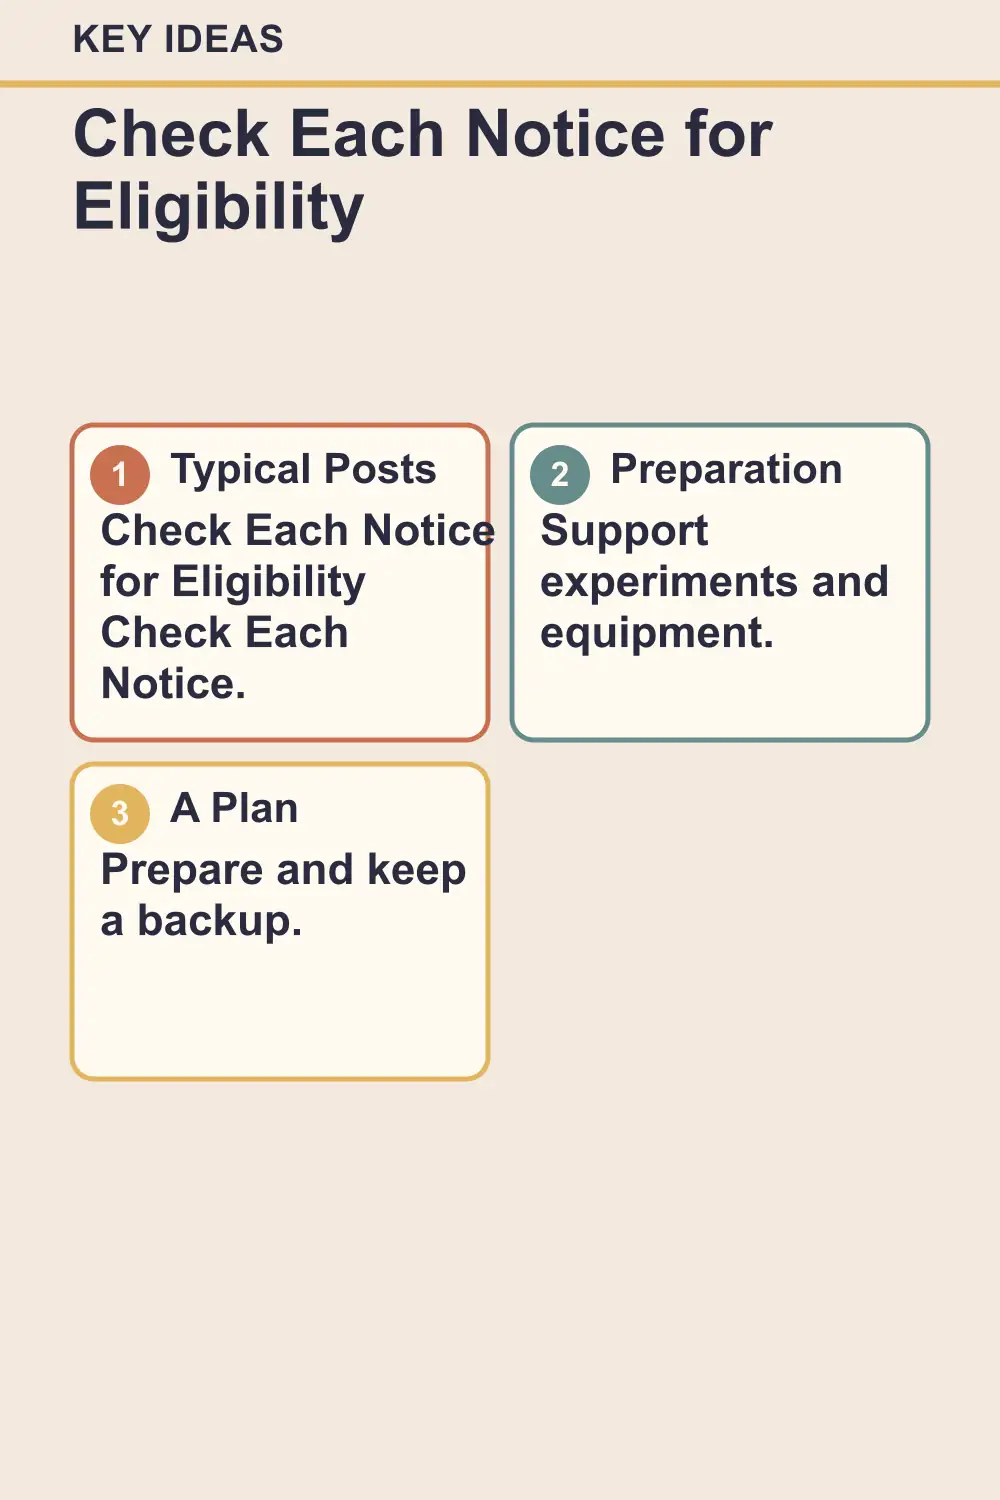 KEY IDEAS
Check Each Notice for
Eligibility
1 Typical Posts
Check Each Notice
for Eligibility
Check Each
Notice.
2 Preparation
Support
experiments and
equipment.
3 A Plan
Prepare and keep
a backup.